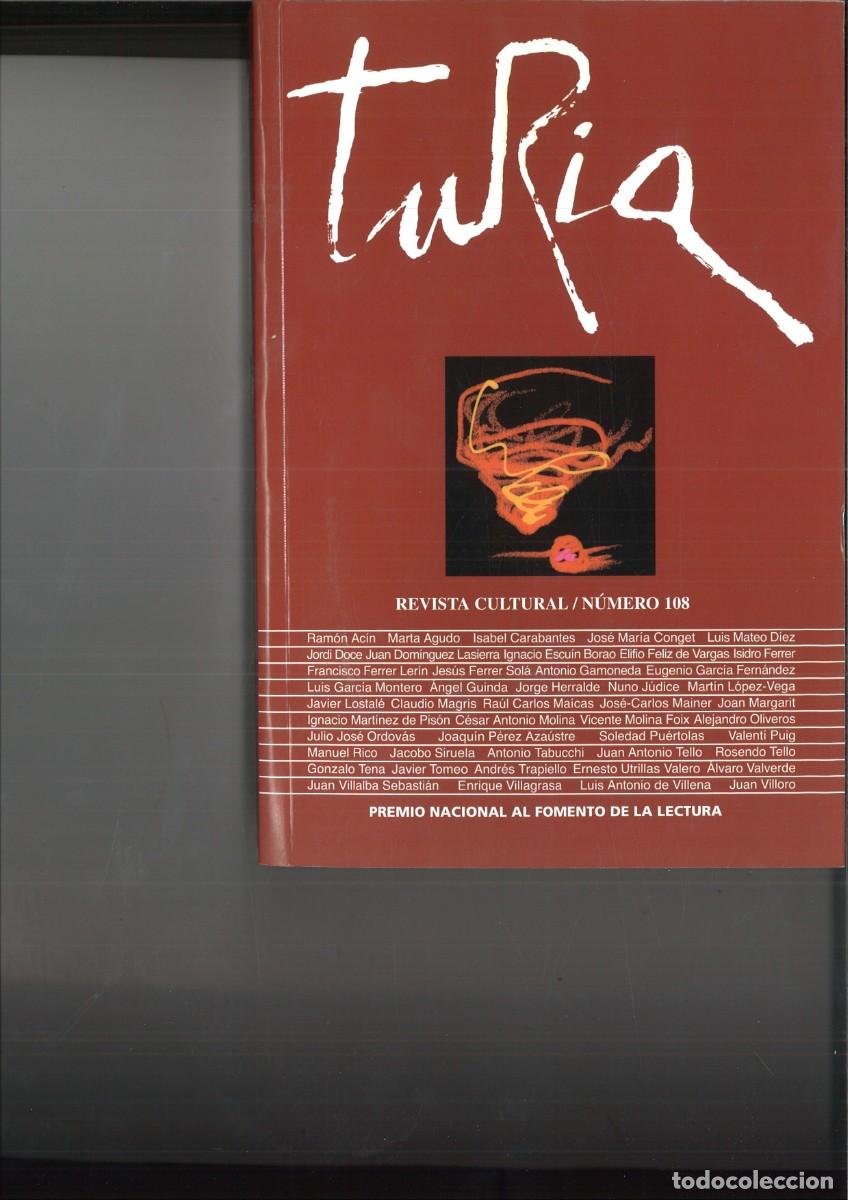 tuRia
REVISTA CULTURAL / NÚMERO 108
Ramón Acín Marta Agudo Isabel Carabantes José María Conget Luis Mateo Díez
Jordi Doce Juan Domínguez Lasierra Ignacio Escuín Borao Elifio Feliz de Vargas Isidro Ferrer
Francisco Ferrer Lerín Jesús Ferrer Solá Antonio Gamoneda Eugenio García Fernández
Luis García Montero Ángel Guinda Jorge Herralde Nuno Júdice Martín López-Vega
Javier Lostalé Claudio Magris Raúl Carlos Maícas José-Carlos Mainer Joan Margarit
Ignacio Martínez de Pisón César Antonio Molina Vicente Molina Foix Alejandro Oliveros
Julio José Ordovás Joaquín Pérez Azaústre Soledad Puértolas Valentí Puig
Manuel Rico Jacobo Siruela Antonio Tabucchi Juan Antonio Tello Rosendo Tello
Gonzalo Tena Javier Tomeo Andrés Trapiello Ernesto Utrillas Valero Álvaro Valverde
Juan Villalba Sebastián Enrique Villagrasa Luis Antonio de Villena Juan Villoro
PREMIO NACIONAL AL FOMENTO DE LA LECTURA
todocoleccion